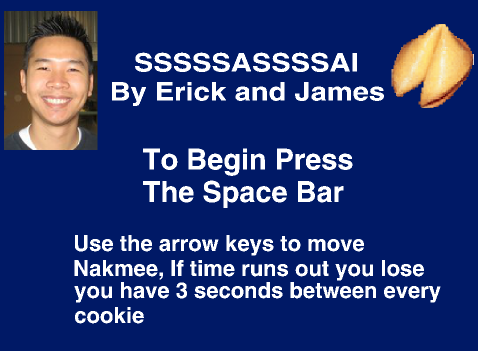 SSSSSASSSSAI
By Erick and James
To Begin Press
The Space Bar
Use the arrow keys to move
Nakmee, If time runs out you lose
you have 3 seconds between every
cookie